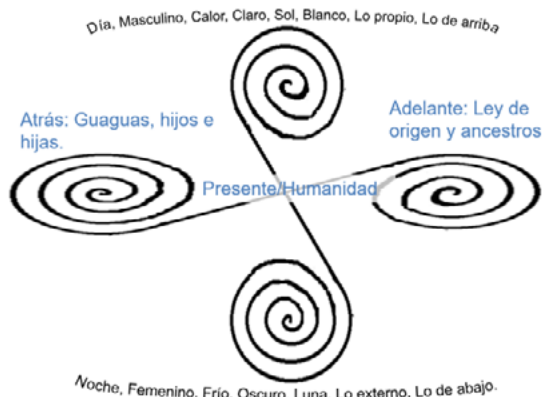 Día, Masculino, Calor, Claro, Sol, Blanco, Lo propio, Lo de arriba
Atrás: Guaguas, hijos e
hijas.
Adelante: Ley de
origen y ancestros
Presente/Humanidad
Noche, Femenino, Frío, Oscuro, Luna, Lo externo, Lo de abajo.